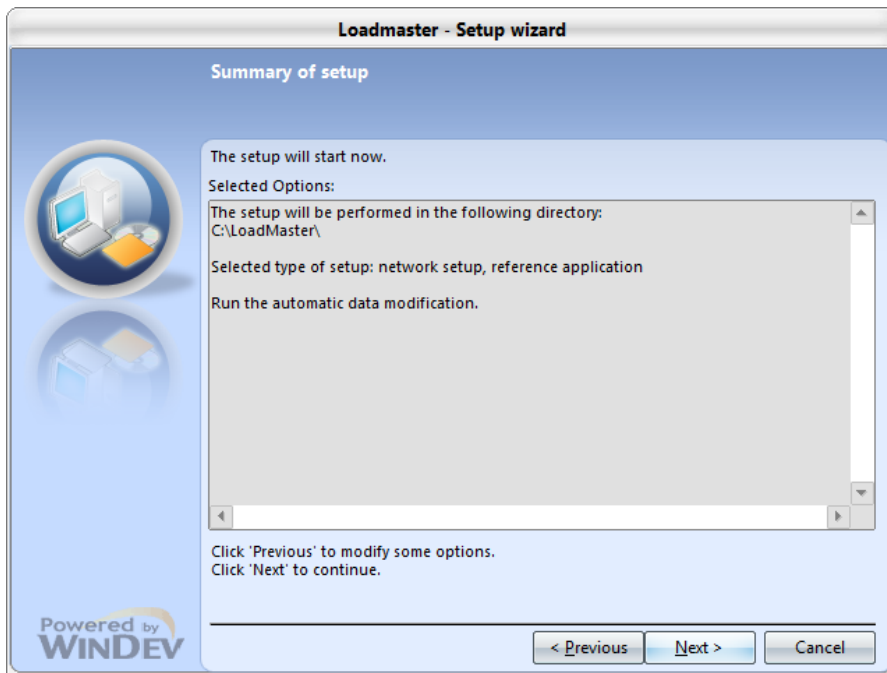 Loadmaster - Setup wizard
Summary of setup
The setup will start now.
Selected Options:
The setup will be performed in the following directory:
C:\LoadMaster\
Selected type of setup: network setup, reference application
Run the automatic data modification.
Click 'Previous' to modify some options.
Click 'Next' to continue.
Powered by
WINDEV
< Previous
Next >
Cancel